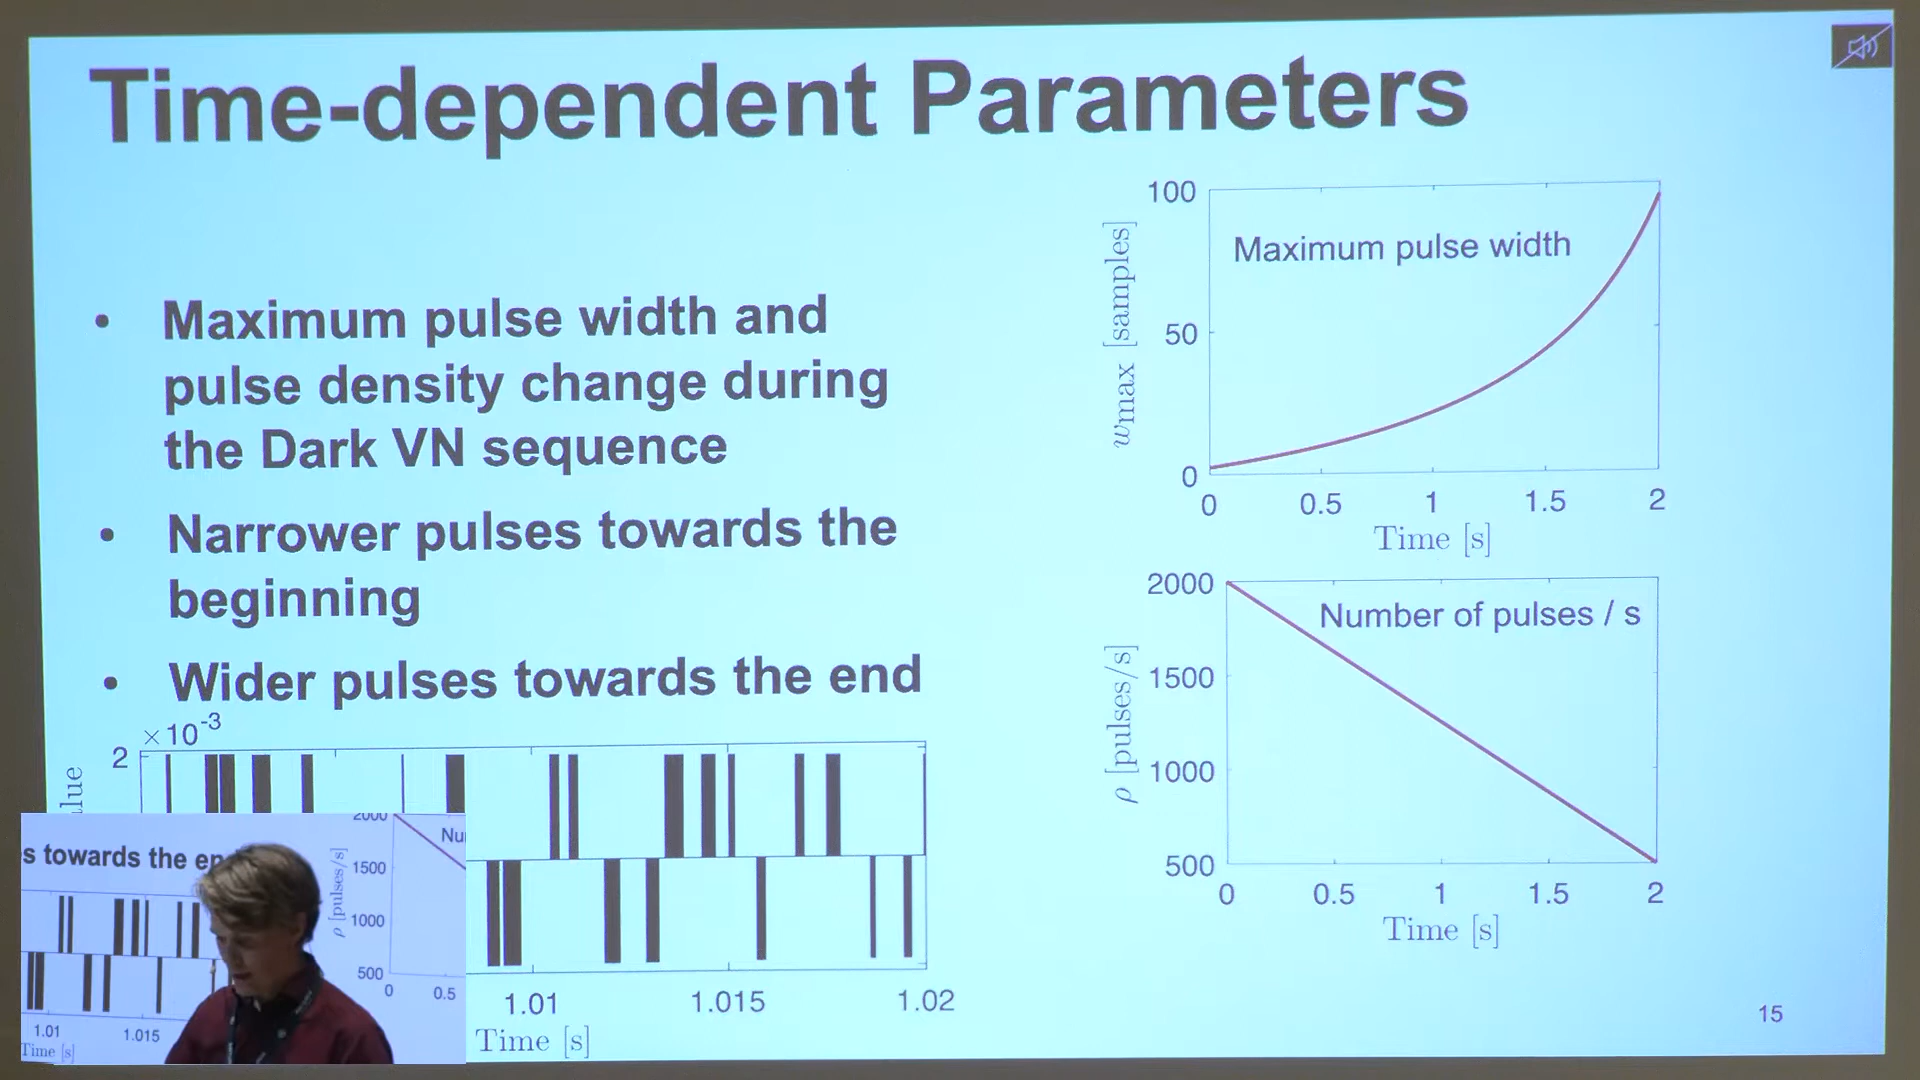 Time-dependent Parameters
• Maximum pulse width and
pulse density change during
the Dark VN sequence
• Narrower pulses towards the
beginning
• Wider pulses towards the end
×10⁻³
2
1.01
1.015
1.02
Time [s]
100
50
0
wmax [samples]
Maximum pulse width
0
0.5
1
1.5
2
Time [s]
2000
1500
1000
500
ρ [pulses/s]
Number of pulses / s
0
0.5
1
1.5
2
Time [s]
15
s towards the en
2000
1500
1000
500
ρ [pulses/s]
Nu
0
0.5
1.01
1.015
Time [s]